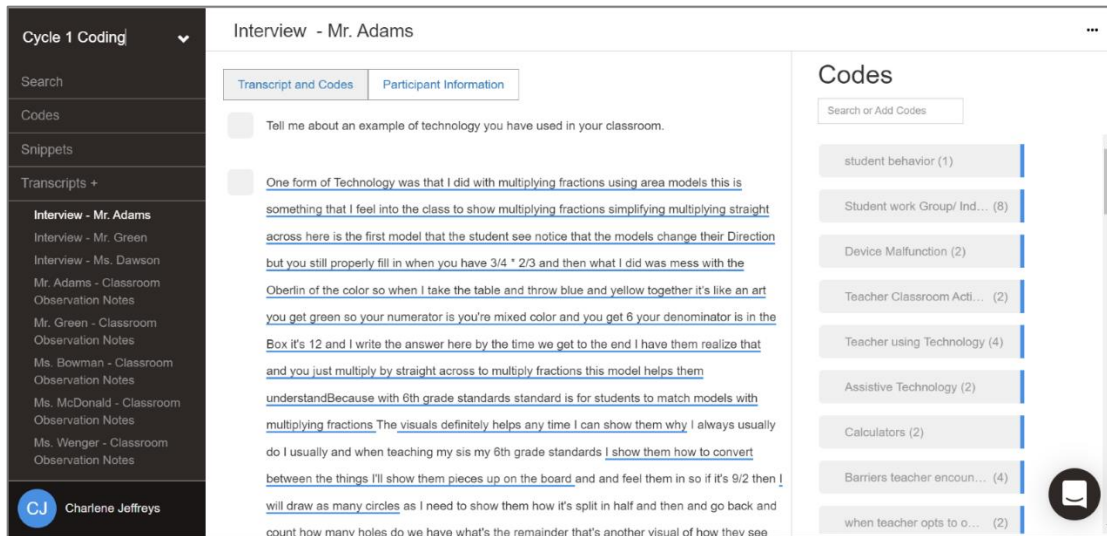 Cycle 1 Coding
Search
Codes
Snippets
Transcripts +
Interview - Mr. Adams
Interview - Mr. Green
Interview - Ms. Dawson
Mr. Adams - Classroom
Observation Notes
Mr. Green - Classroom
Observation Notes
Ms. Bowman - Classroom
Observation Notes
Ms. McDonald - Classroom
Observation Notes
Ms. Wenger - Classroom
Observation Notes
CJ
Charlene Jeffreys
Interview - Mr. Adams
...
Transcript and Codes
Participant Information
Tell me about an example of technology you have used in your classroom.
One form of Technology was that I did with multiplying fractions using area models this is
something that I feel into the class to show multiplying fractions simplifying multiplying straight
across here is the first model that the student see notice that the models change their Direction
but you still properly fill in when you have 3/4 * 2/3 and then what I did was mess with the
Oberlin of the color so when I take the table and throw blue and yellow together it's like an art
you get green so your numerator is you're mixed color and you get 6 your denominator is in the
Box it's 12 and I write the answer here by the time we get to the end I have them realize that
and you just multiply by straight across to multiply fractions this model helps them
understandBecause with 6th grade standards standard is for students to match models with
multiplying fractions The visuals definitely helps any time I can show them why I always usually
do I usually and when teaching my sis my 6th grade standards I show them how to convert
between the things I'll show them pieces up on the board and and feel them in so if it's 9/2 then I
will draw as many circles as I need to show them how it's split in half and then and go back and
count how many holes do we have what's the remainder that's another visual of how they see
Codes
Search or Add Codes
student behavior (1)
Student work Group/ Ind... (8)
Device Malfunction (2)
Teacher Classroom Acti... (2)
Teacher using Technology (4)
Assistive Technology (2)
Calculators (2)
Barriers teacher encoun... (4)
when teacher opts to o... (2)